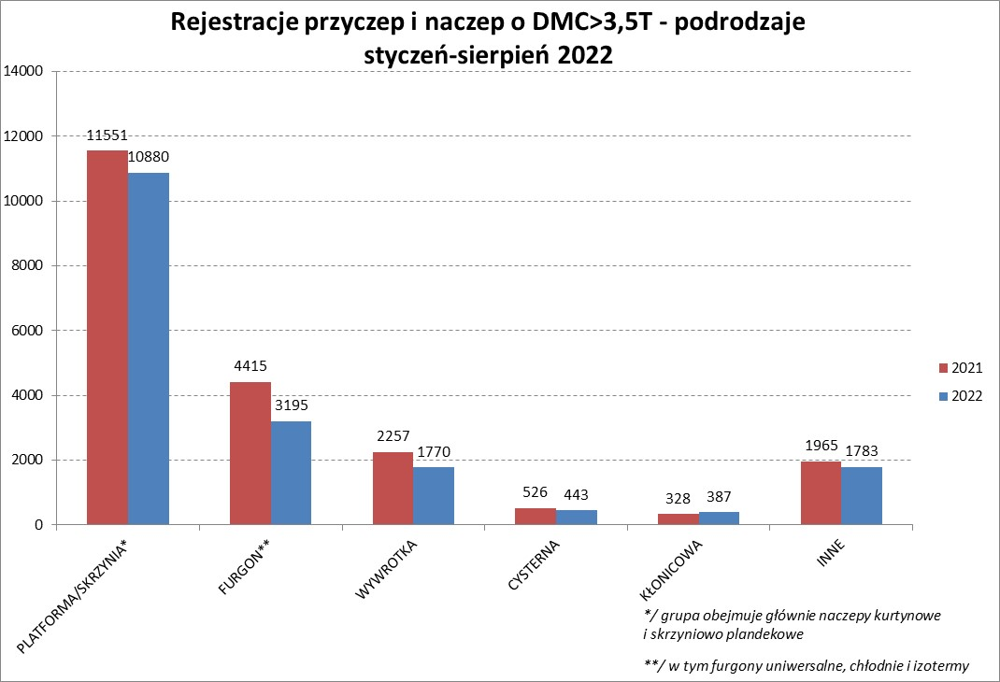 Rejestracje przyczep i naczep o DMC>3,5T - podrodzaje
styczeń-sierpień 2022
14000
12000
10000
8000
6000
4000
2000
0
11551
10880
4415
3195
2257
1770
526
443
328
387
1965
1783
2021
2022
PLATFORMA/SKRZYNIA*
FURGON**
WYWROTKA
CYSTERNA
KŁONICOWA
INNE
*/ grupa obejmuje głównie naczepy kurtynowe
i skrzyniowo plandekowe
**/ w tym furgony uniwersalne, chłodnie i izotermy